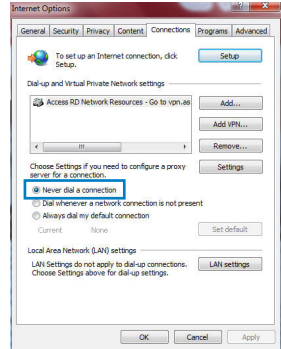 Internet Options
General Security Privacy Content Connections Programs Advanced
To set up an Internet connection, click
Setup.
Setup
Dial-up and Virtual Private Network settings
Access RD Network Resources - Go to vpn.as
Add...
Add VPN...
Remove...
Choose Settings if you need to configure a proxy
server for a connection.
Settings
Never dial a connection
Dial whenever a network connection is not present
Always dial my default connection
Current None
Set default
Local Area Network (LAN) settings
LAN Settings do not apply to dial-up connections.
Choose Settings above for dial-up settings.
LAN settings
OK Cancel Apply